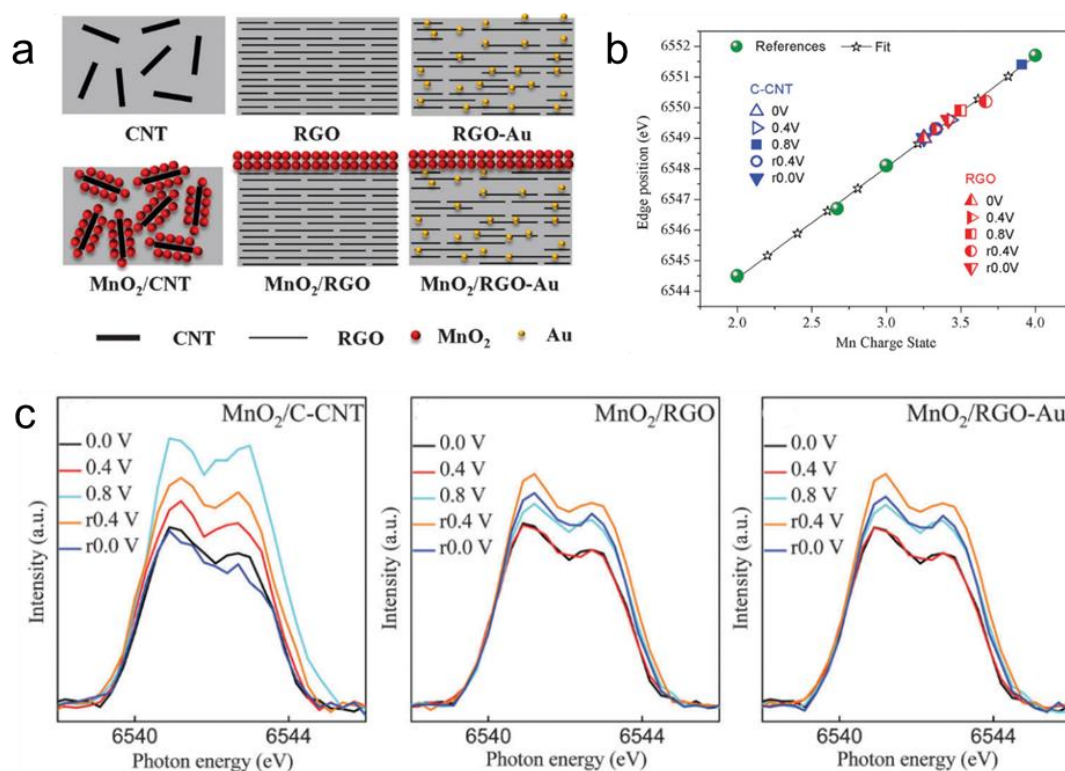 a
CNT
RGO
RGO-Au
MnO₂/CNT
MnO₂/RGO
MnO₂/RGO-Au
CNT
RGO
MnO₂
Au
b
References
Fit
C-CNT
0V
0.4V
0.8V
r0.4V
r0.0V
RGO
0V
0.4V
0.8V
r0.4V
r0.0V
Edge position (eV)
6552
6551
6550
6549
6548
6547
6546
6545
6544
2.0 2.5 3.0 3.5 4.0
Mn Charge State
c
MnO₂/C-CNT
0.0 V
0.4 V
0.8 V
r0.4 V
r0.0 V
Intensity (a.u.)
6540 6544
Photon energy (eV)
MnO₂/RGO
0.0 V
0.4 V
0.8 V
r0.4 V
r0.0 V
Intensity (a.u.)
6540 6544
Photon energy (eV)
MnO₂/RGO-Au
0.0 V
0.4 V
0.8 V
r0.4 V
r0.0 V
Intensity (a.u.)
6540 6544
Photon energy (eV)